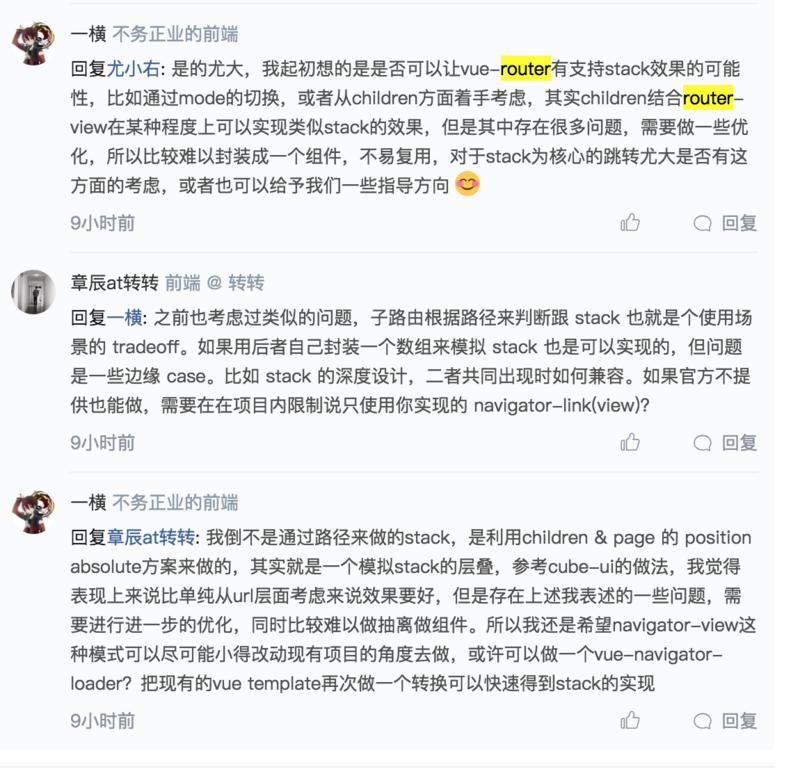 一横 不务正业的前端
回复尤小右: 是的尤大，我起初想的是是否可以让vue-router有支持stack效果的可能
性，比如通过mode的切换，或者从children方面着手考虑，其实children结合router-
view在某种程度上可以实现类似stack的效果，但是其中存在很多问题，需要做一些优
化，所以比较难以封装成一个组件，不易复用，对于stack为核心的跳转尤大是否有这
方面的考虑，或者也可以给予我们一些指导方向 😊
9小时前 回复
章辰at转转 前端 @ 转转
回复一横: 之前也考虑过类似的问题，子路由根据路径来判断跟 stack 也就是个使用场
景的 tradeoff。如果用后者自己封装一个数组来模拟 stack 也是可以实现的，但问题
是一些边缘 case。比如 stack 的深度设计，二者共同出现时如何兼容。如果官方不提
供也能做，需要在在项目内限制说只使用你实现的 navigator-link(view)?
9小时前 回复
一横 不务正业的前端
回复章辰at转转: 我倒不是通过路径来做的stack，是利用children & page 的 position
absolute方案来做的，其实就是一个模拟stack的层叠，参考cube-ui的做法，我觉得
表现上来说比单纯从url层面考虑来说效果要好，但是存在上述我表述的一些问题，需
要进行进一步的优化，同时比较难以做抽离做组件。所以我还是希望navigator-view这
种模式可以尽可能小得改动现有项目的角度去做，或许可以做一个vue-navigator-
loader？把现有的vue template再次做一个转换可以快速得到stack的实现
9小时前 回复